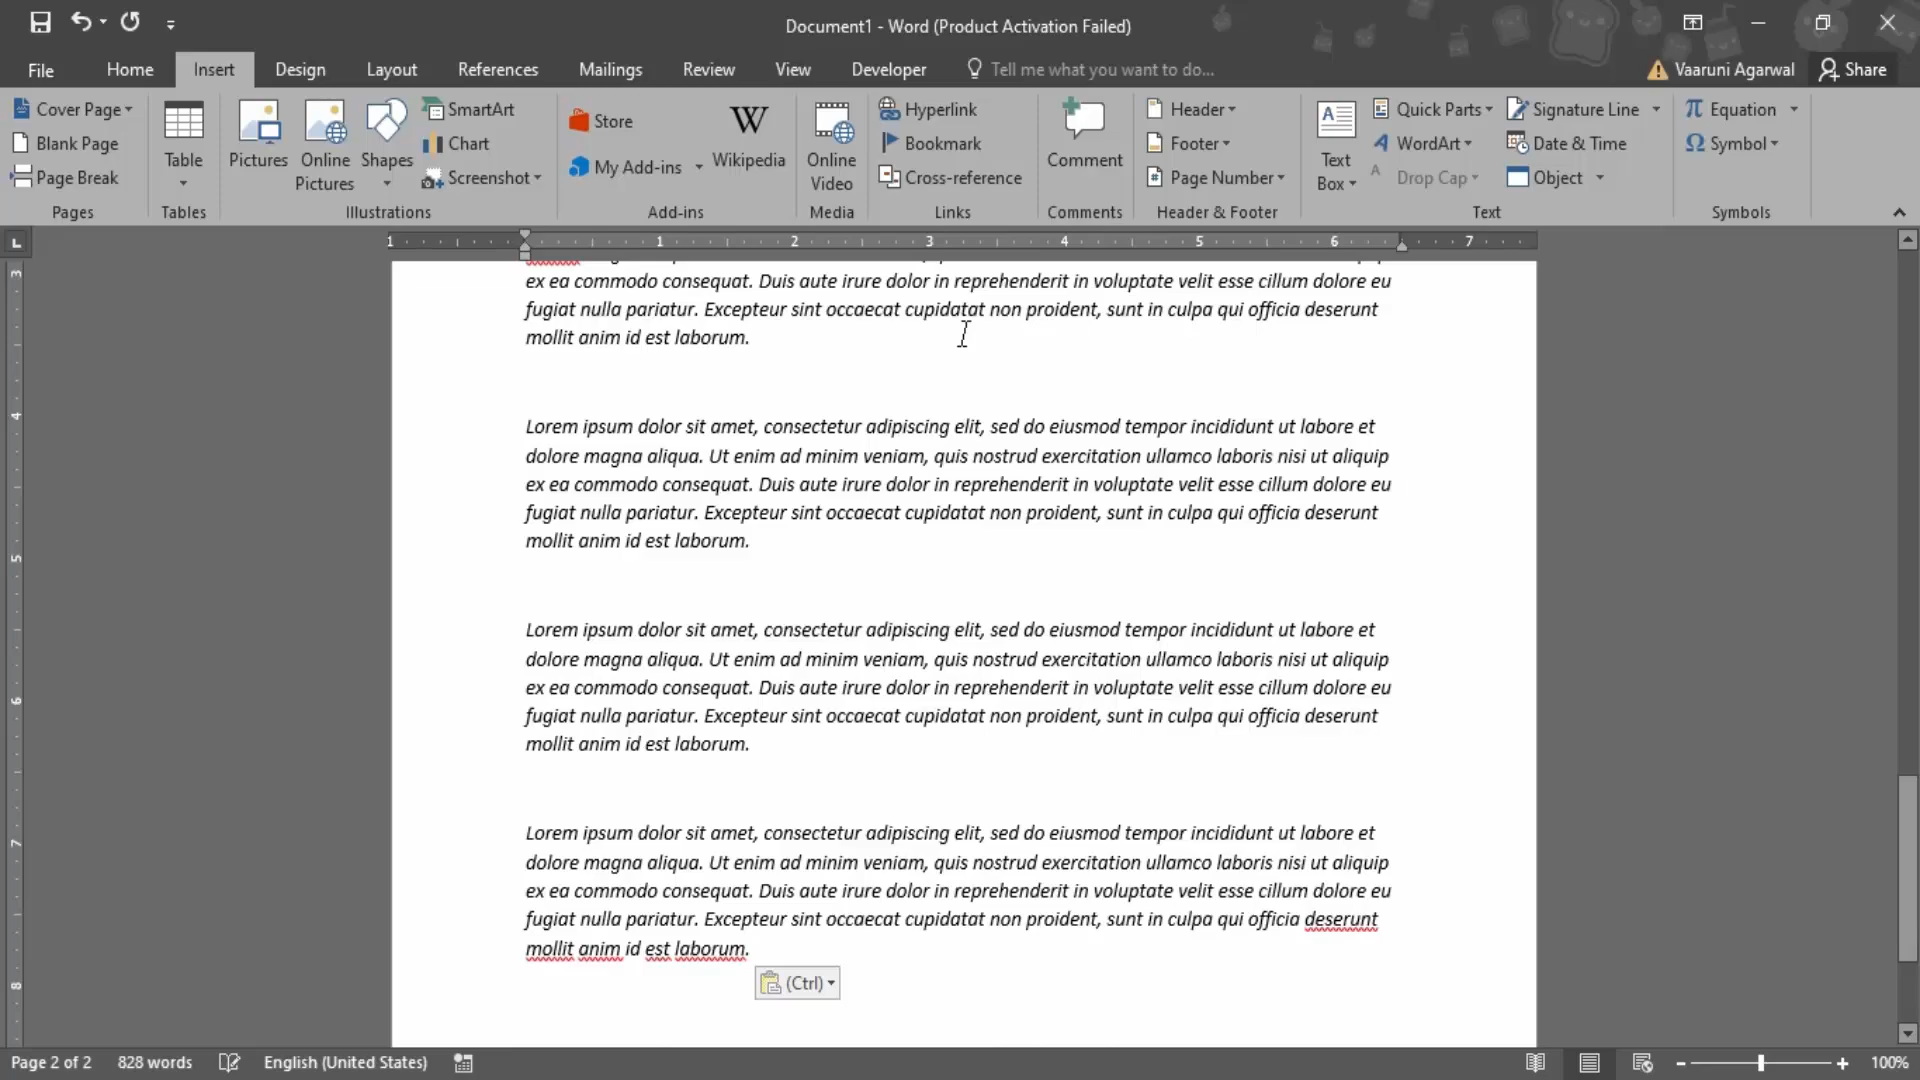 Document1 - Word (Product Activation Failed)
File Home Insert Design Layout References Mailings Review View Developer Tell me what you want to do... Vaaruni Agarwal Share
Cover Page
Blank Page
Page Break
Pages
Table
Tables
Pictures
Online Pictures
Shapes
SmartArt
Chart
Screenshot
Illustrations
Store
My Add-ins
W
Wikipedia
Add-ins
Online Video
Media
Hyperlink
Bookmark
Cross-reference
Links
Comment
Comments
Header
Footer
Page Number
Header & Footer
Text Box
Quick Parts
WordArt
Drop Cap
Signature Line
Date & Time
Object
Text
Equation
Symbol
Symbols
L
1 1 2 3 4 5 6 7
3
4
5
6
7
8
ex ea commodo consequat. Duis aute irure dolor in reprehenderit in voluptate velit esse cillum dolore eu
fugiat nulla pariatur. Excepteur sint occaecat cupidatat non proident, sunt in culpa qui officia deserunt
mollit anim id est laborum.
Lorem ipsum dolor sit amet, consectetur adipiscing elit, sed do eiusmod tempor incididunt ut labore et
dolore magna aliqua. Ut enim ad minim veniam, quis nostrud exercitation ullamco laboris nisi ut aliquip
ex ea commodo consequat. Duis aute irure dolor in reprehenderit in voluptate velit esse cillum dolore eu
fugiat nulla pariatur. Excepteur sint occaecat cupidatat non proident, sunt in culpa qui officia deserunt
mollit anim id est laborum.
Lorem ipsum dolor sit amet, consectetur adipiscing elit, sed do eiusmod tempor incididunt ut labore et
dolore magna aliqua. Ut enim ad minim veniam, quis nostrud exercitation ullamco laboris nisi ut aliquip
ex ea commodo consequat. Duis aute irure dolor in reprehenderit in voluptate velit esse cillum dolore eu
fugiat nulla pariatur. Excepteur sint occaecat cupidatat non proident, sunt in culpa qui officia deserunt
mollit anim id est laborum.
Lorem ipsum dolor sit amet, consectetur adipiscing elit, sed do eiusmod tempor incididunt ut labore et
dolore magna aliqua. Ut enim ad minim veniam, quis nostrud exercitation ullamco laboris nisi ut aliquip
ex ea commodo consequat. Duis aute irure dolor in reprehenderit in voluptate velit esse cillum dolore eu
fugiat nulla pariatur. Excepteur sint occaecat cupidatat non proident, sunt in culpa qui officia deserunt
mollit anim id est laborum.
(Ctrl)
Page 2 of 2 828 words English (United States) 100%